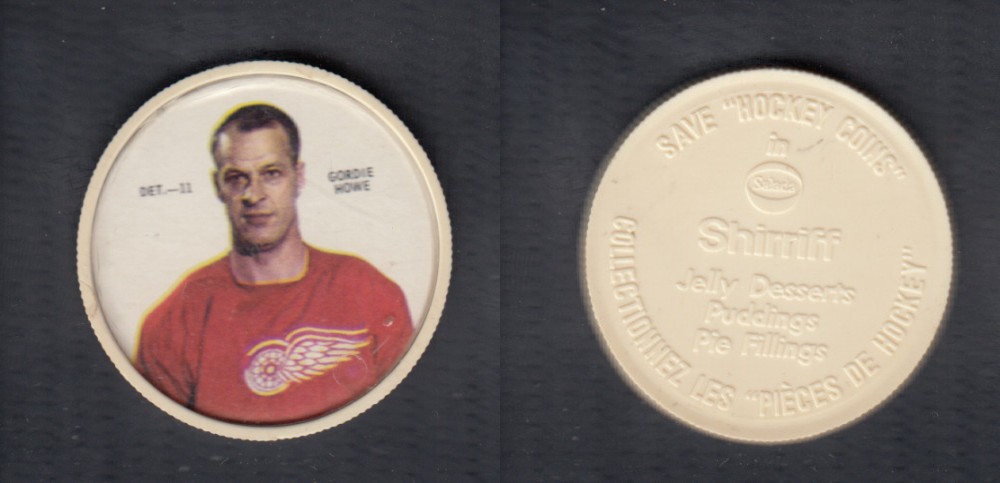 DET.—11
GORDIE
HOWE
SAVE "HOCKEY COINS"
in
Shirriff
Shirriff
Jelly Desserts
Puddings
Pie Fillings
COLLECTIONNEZ LES "PIÈCES DE HOCKEY"